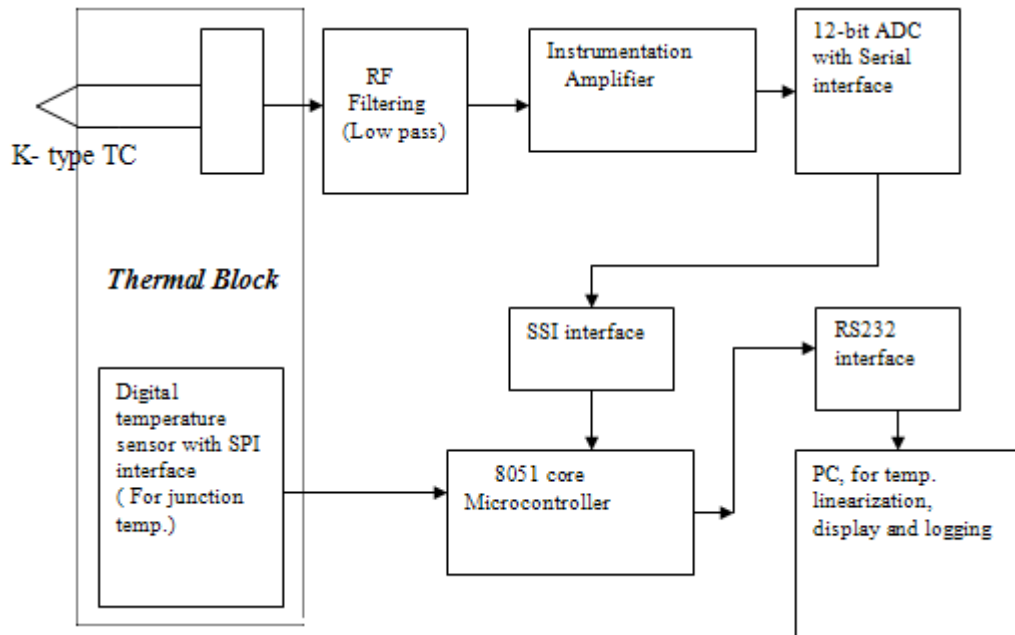 K- type TC
RF
Filtering
(Low pass)
Instrumentation
Amplifier
12-bit ADC
with Serial
interface
Thermal Block
SSI interface
RS232
interface
Digital
temperature
sensor with SPI
interface
( For junction
temp.)
8051 core
Microcontroller
PC, for temp.
linearization,
display and logging